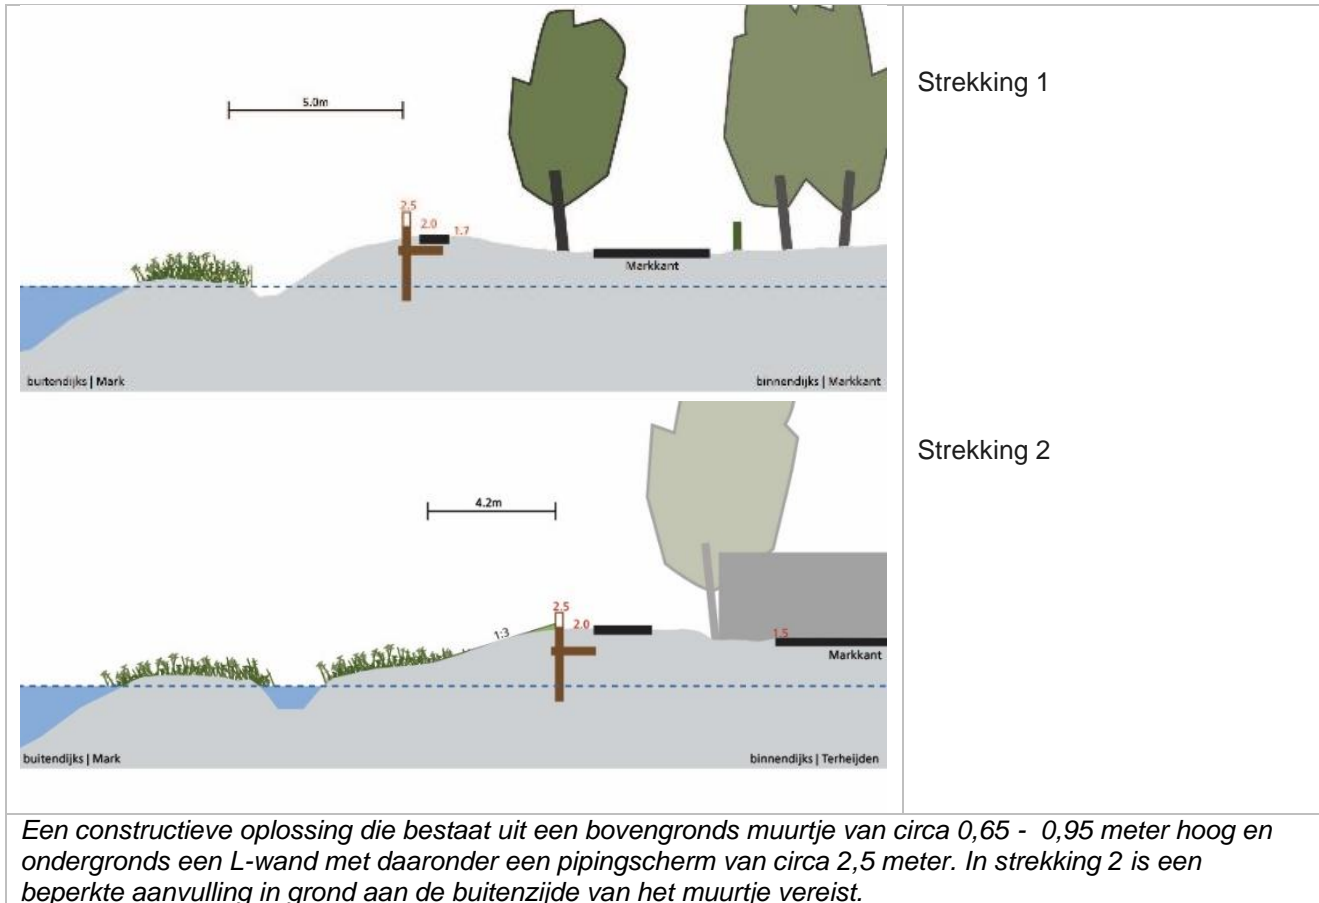 Strekking 1
5.0m
2.5
2.0
1.7
Markkant
buitendijks | Mark
binnendijks | Markkant
Strekking 2
4.2m
2.5
2.0
1:3
1.5
Markkant
buitendijks | Mark
binnendijks | Terheijden
Een constructieve oplossing die bestaat uit een bovengronds muurtje van circa 0,65 - 0,95 meter hoog en
ondergronds een L-wand met daaronder een pipingscherm van circa 2,5 meter. In strekking 2 is een
beperkte aanvulling in grond aan de buitenzijde van het muurtje vereist.